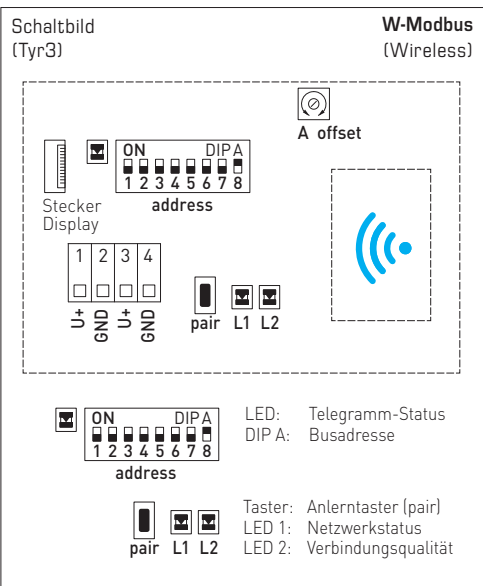 Schaltbild
(Tyr3)
W-Modbus
(Wireless)
A offset
ON DIP A
1 2 3 4 5 6 7 8
address
Stecker
Display
1 2 3 4
U+ GND U+ GND
pair L1 L2
ON DIP A
1 2 3 4 5 6 7 8
address
LED: Telegramm-Status
DIP A: Busadresse
pair L1 L2
Taster: Anlerntaster (pair)
LED 1: Netzwerkstatus
LED 2: Verbindungsqualität